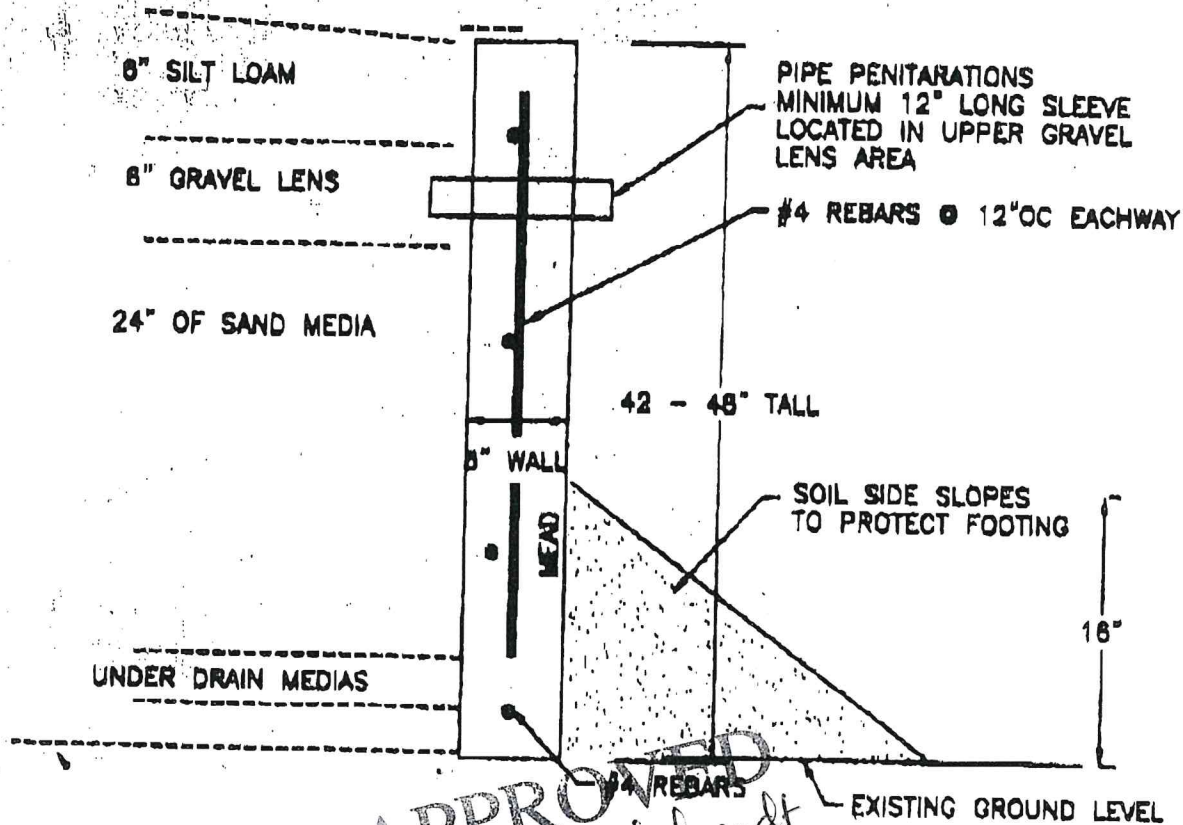 6" SILT LOAM
6" GRAVEL LENS
24" OF SAND MEDIA
UNDER DRAIN MEDIAS
PIPE PENITARATIONS
MINIMUM 12" LONG SLEEVE
LOCATED IN UPPER GRAVEL
LENS AREA
#4 REBARS @ 12"OC EACHWAY
42 - 48" TALL
8" WALL
MEAD
SOIL SIDE SLOPES
TO PROTECT FOOTING
16"
#4 REBARS
APPROVED
EXISTING GROUND LEVEL